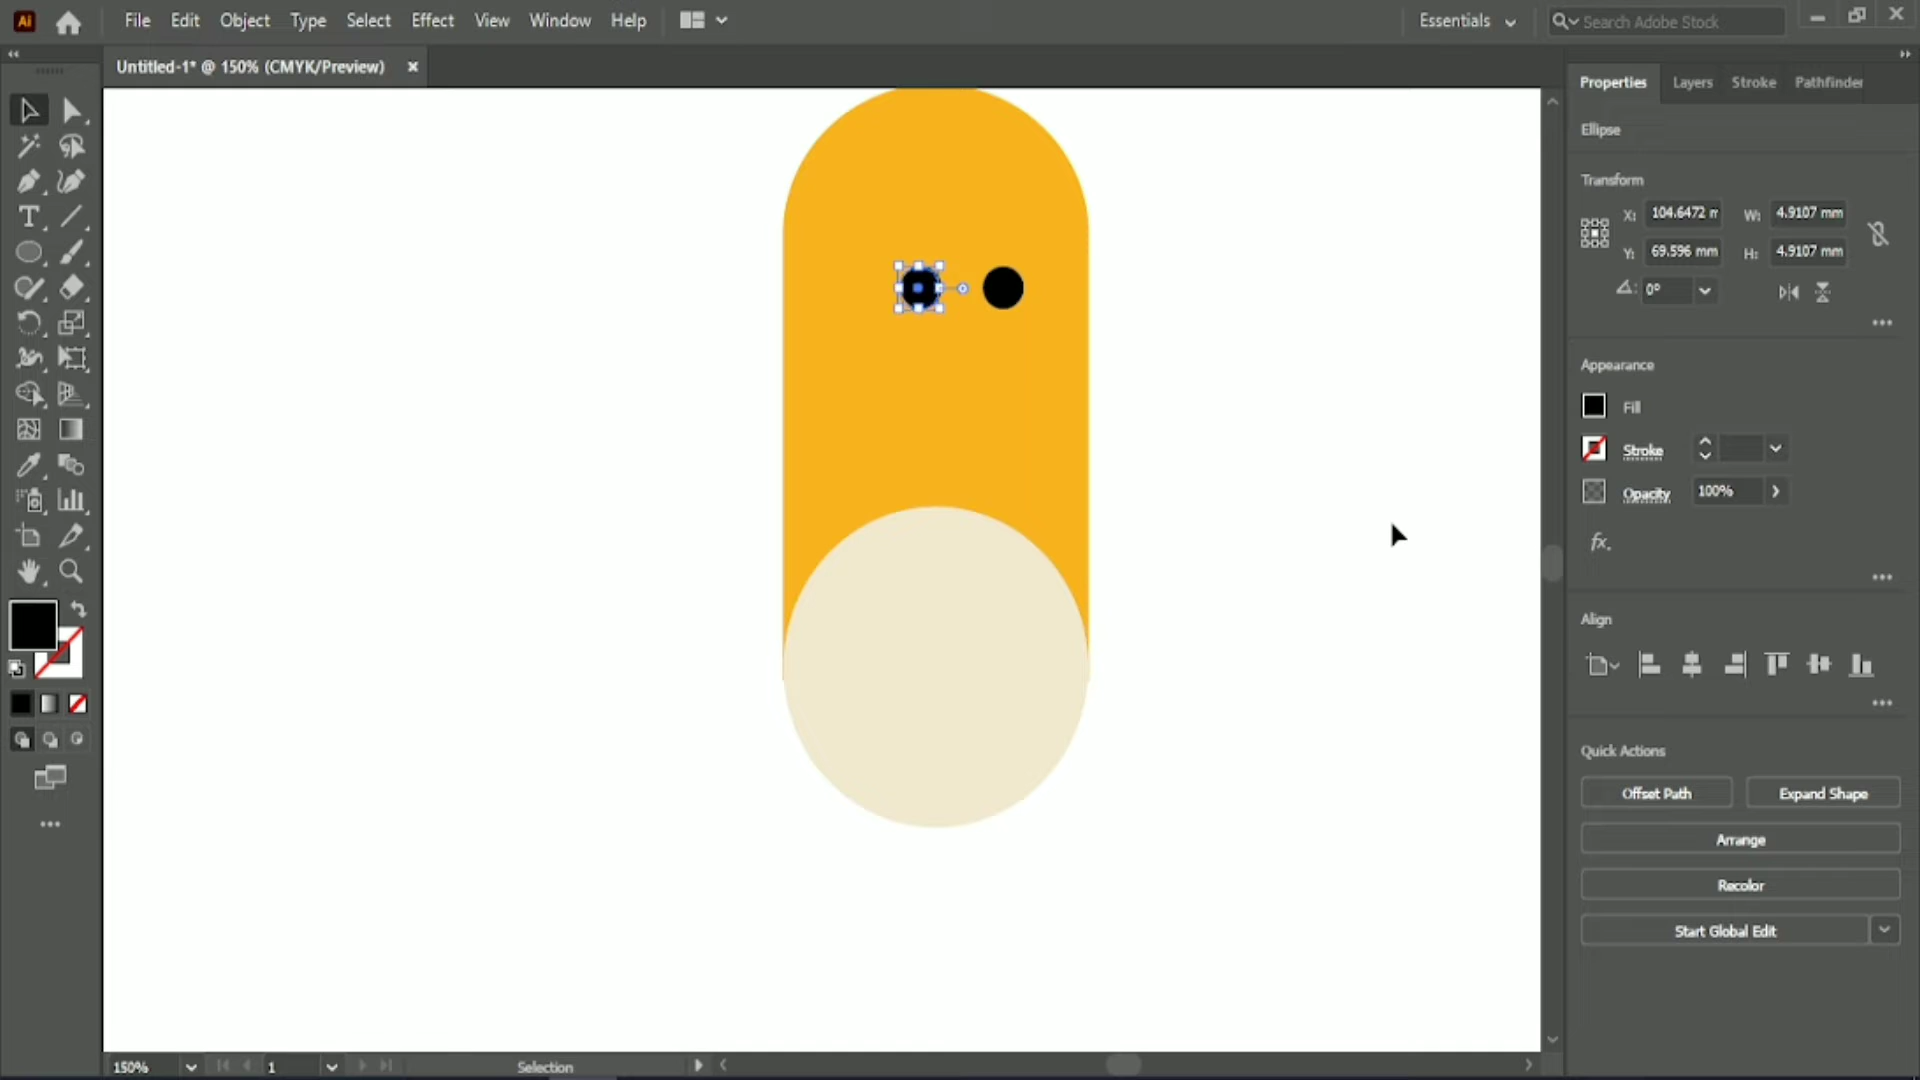 Ai File Edit Object Type Select Effect View Window Help Essentials Search Adobe Stock
Untitled-1* @ 150% (CMYK/Preview)
Properties Layers Stroke Pathfinder
Ellipse
Transform
X: 104.6472 m W: 4.9107 mm
Y: 69.596 mm H: 4.9107 mm
0°
Appearance
Fill
Stroke
Opacity 100%
fx.
Align
Quick Actions
Offset Path Expand Shape
Arrange
Recolor
Start Global Edit
150% 1 Selection